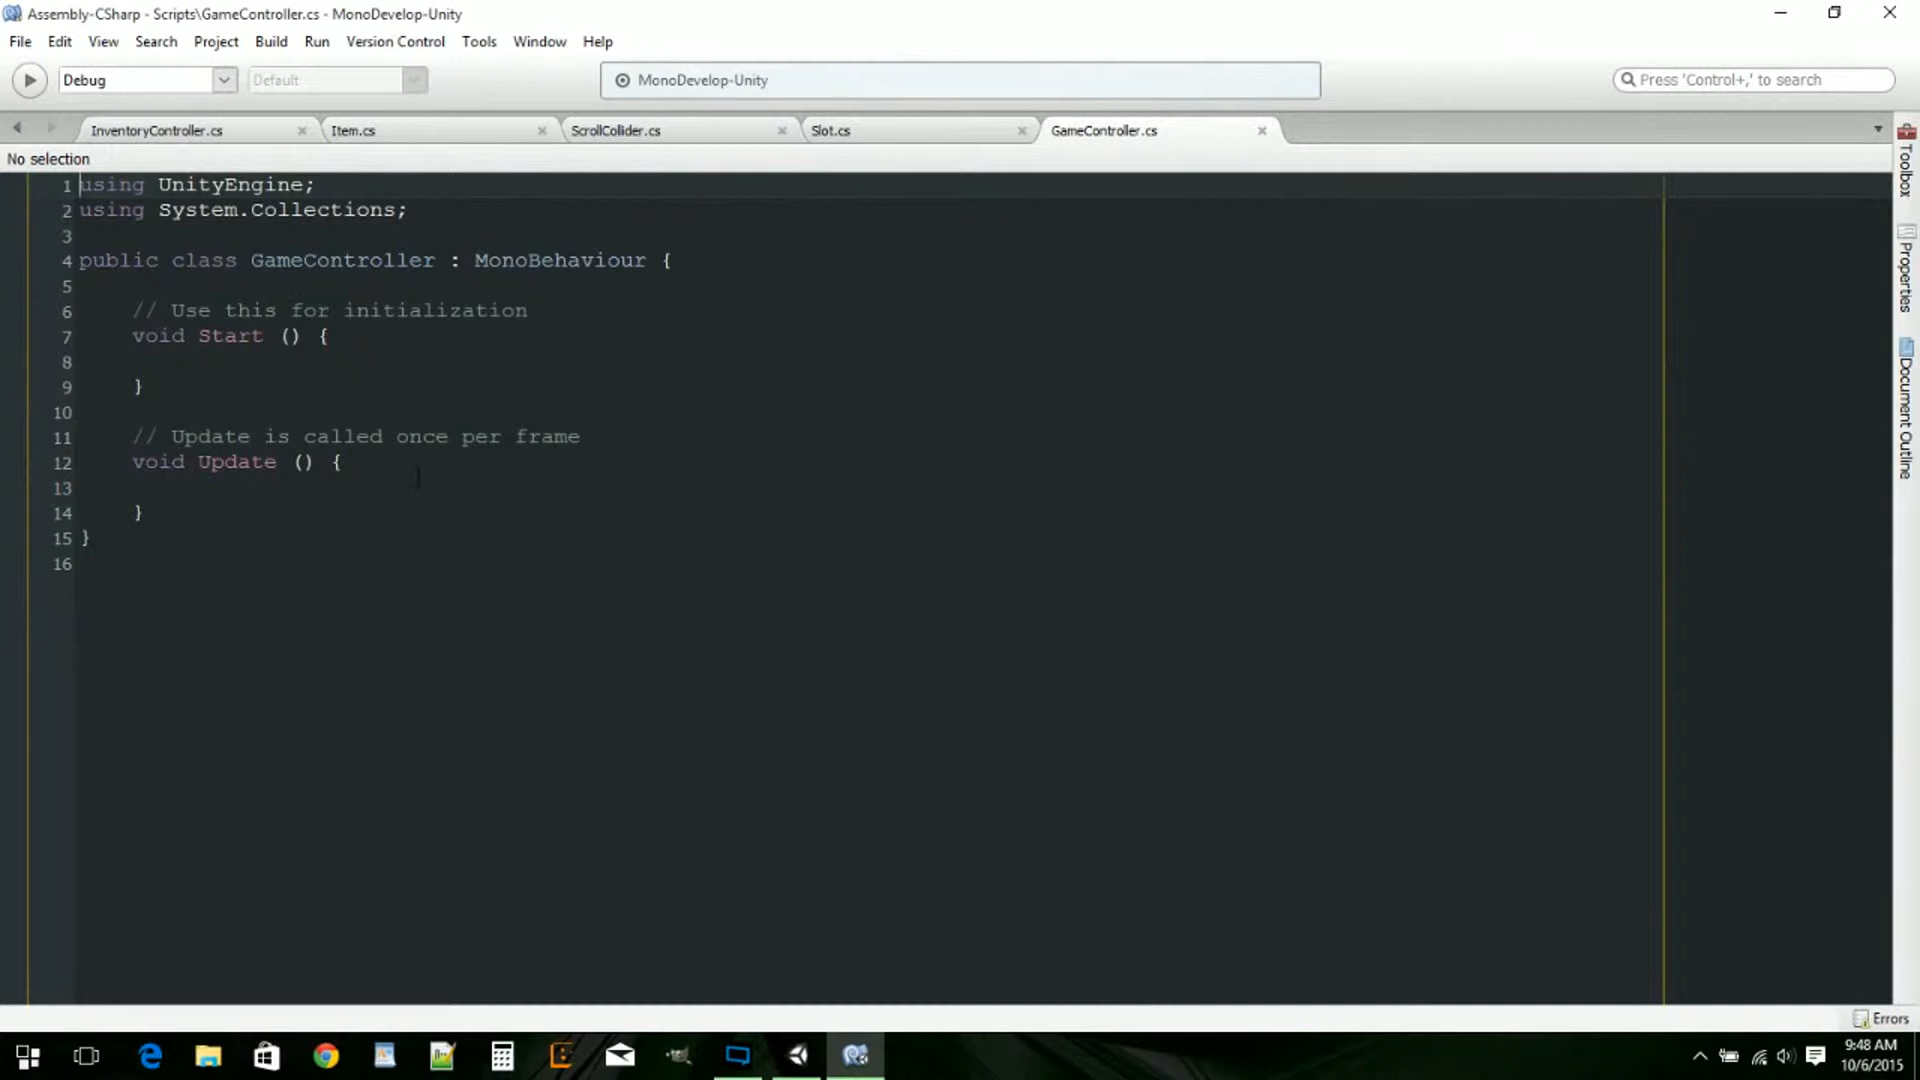 Assembly-CSharp - Scripts\GameController.cs - MonoDevelop-Unity
File Edit View Search Project Build Run Version Control Tools Window Help
Debug Default MonoDevelop-Unity Press 'Control+,' to search
InventoryController.cs Item.cs ScrollCollider.cs Slot.cs GameController.cs
No selection
1 using UnityEngine;
2 using System.Collections;
3
4 public class GameController : MonoBehaviour {
5
6 // Use this for initialization
7 void Start () {
8
9 }
10
11 // Update is called once per frame
12 void Update () {
13
14 }
15 }
16
Toolbox
Properties
Document Outline
Errors
9:48 AM
10/6/2015